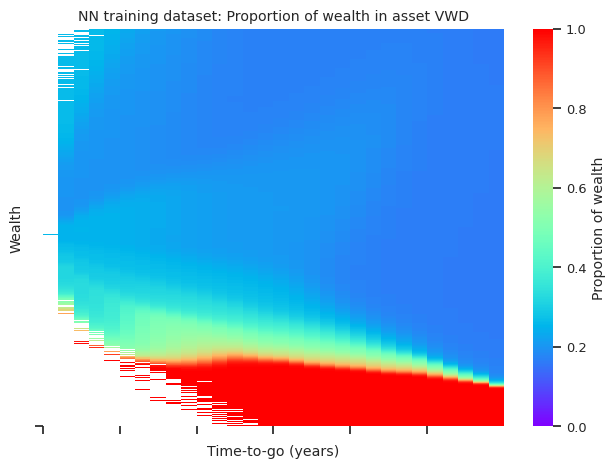 NN training dataset: Proportion of wealth in asset VWD
Wealth
Time-to-go (years)
1.0
0.8
0.6
0.4
0.2
0.0
Proportion of wealth